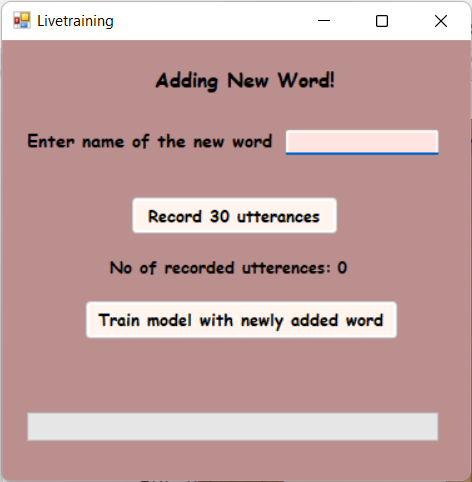 Livetraining
Adding New Word!
Enter name of the new word
Record 30 utterances
No of recorded utterences: 0
Train model with newly added word